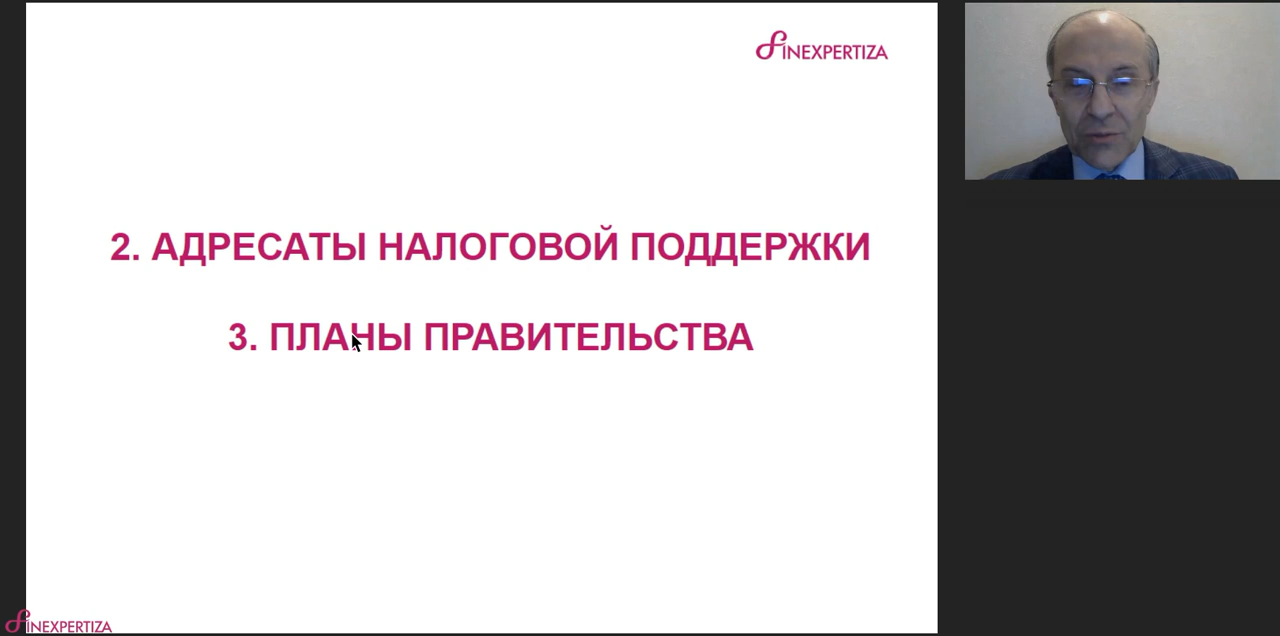 FINEXPERTIZA
2. АДРЕСАТЫ НАЛОГОВОЙ ПОДДЕРЖКИ
3. ПЛАНЫ ПРАВИТЕЛЬСТВА
FINEXPERTIZA